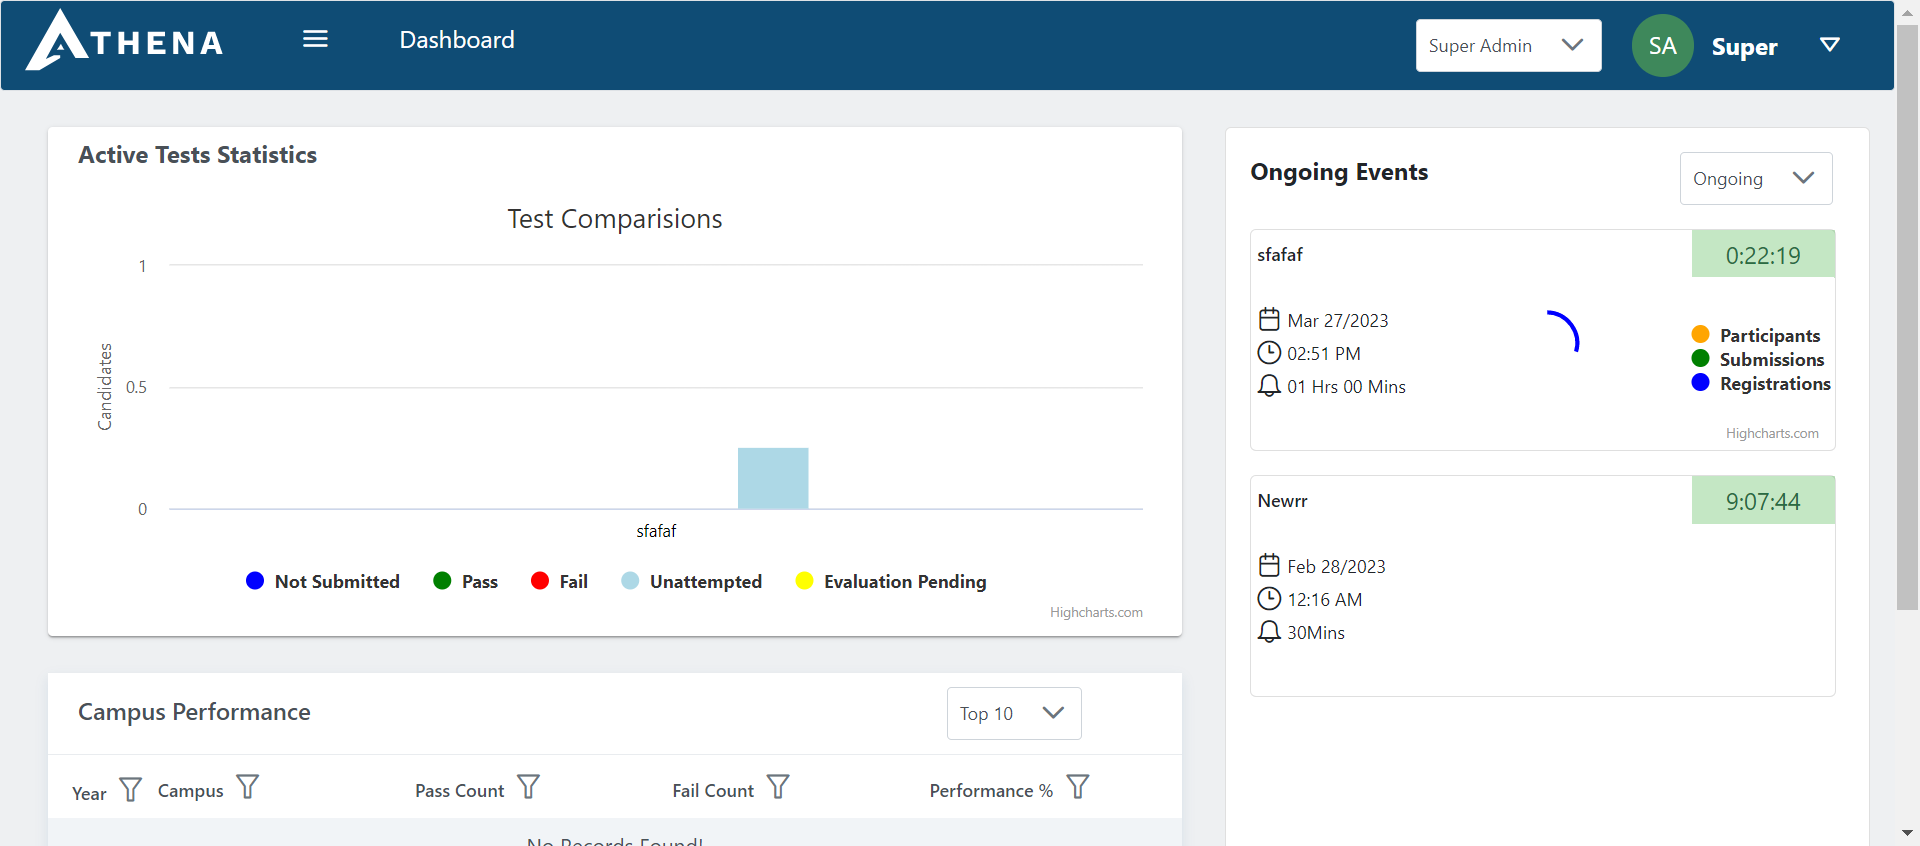 ATHENA
Dashboard
Super Admin
SA
Super
Active Tests Statistics
Test Comparisions
1
0.5
0
Candidates
sfafaf
Not Submitted
Pass
Fail
Unattempted
Evaluation Pending
Highcharts.com
Campus Performance
Top 10
Year
Campus
Pass Count
Fail Count
Performance %
No Records Found!
Ongoing Events
Ongoing
sfafaf
0:22:19
Mar 27/2023
02:51 PM
01 Hrs 00 Mins
Participants
Submissions
Registrations
Highcharts.com
Newrr
9:07:44
Feb 28/2023
12:16 AM
30Mins